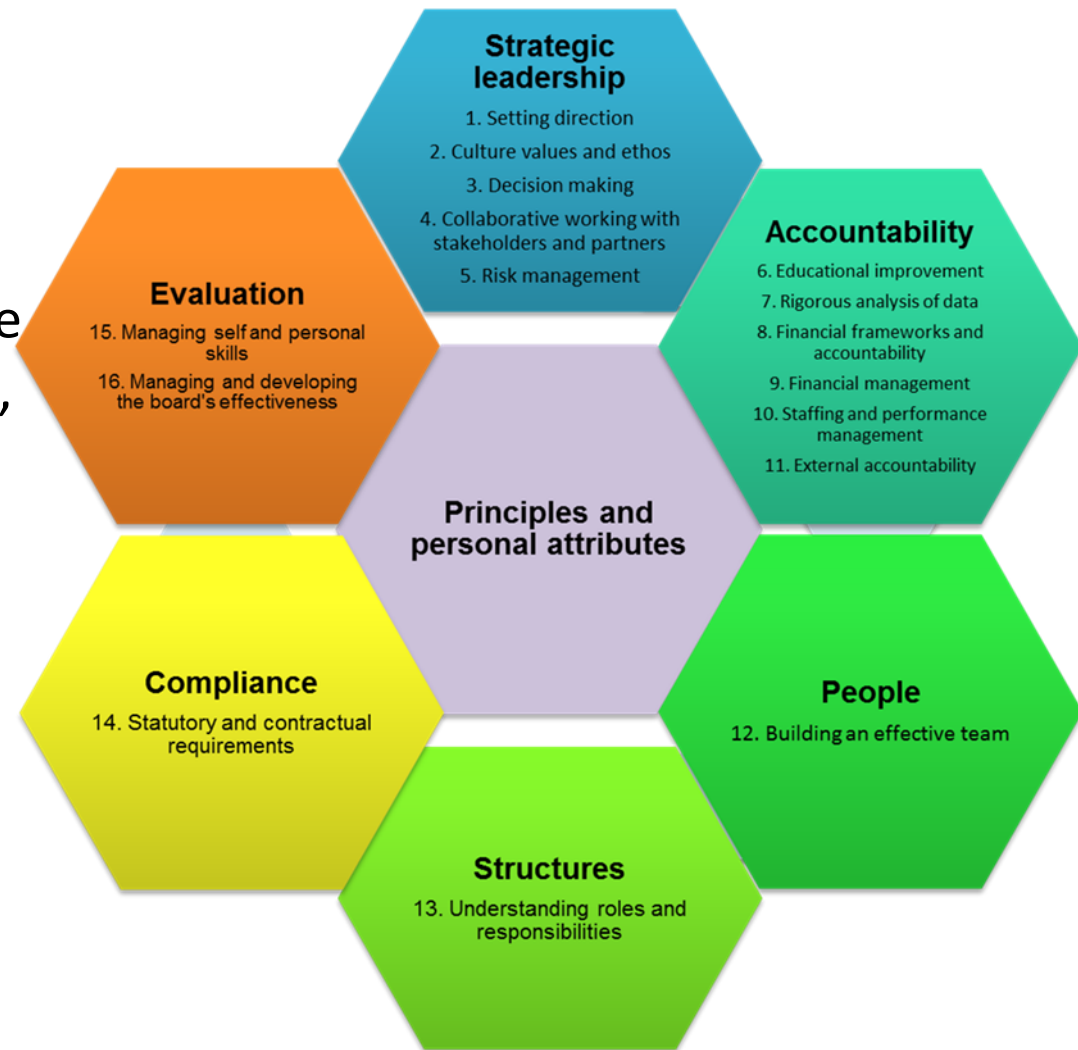 Strategic
leadership
1. Setting direction
2. Culture values and ethos
3. Decision making
4. Collaborative working with
stakeholders and partners
5. Risk management
Accountability
6. Educational improvement
7. Rigorous analysis of data
8. Financial frameworks and
accountability
9. Financial management
10. Staffing and performance
management
11. External accountability
Evaluation
15. Managing self and personal
skills
16. Managing and developing
the board's effectiveness
e
,
Principles and
personal attributes
Compliance
14. Statutory and contractual
requirements
People
12. Building an effective team
Structures
13. Understanding roles and
responsibilities